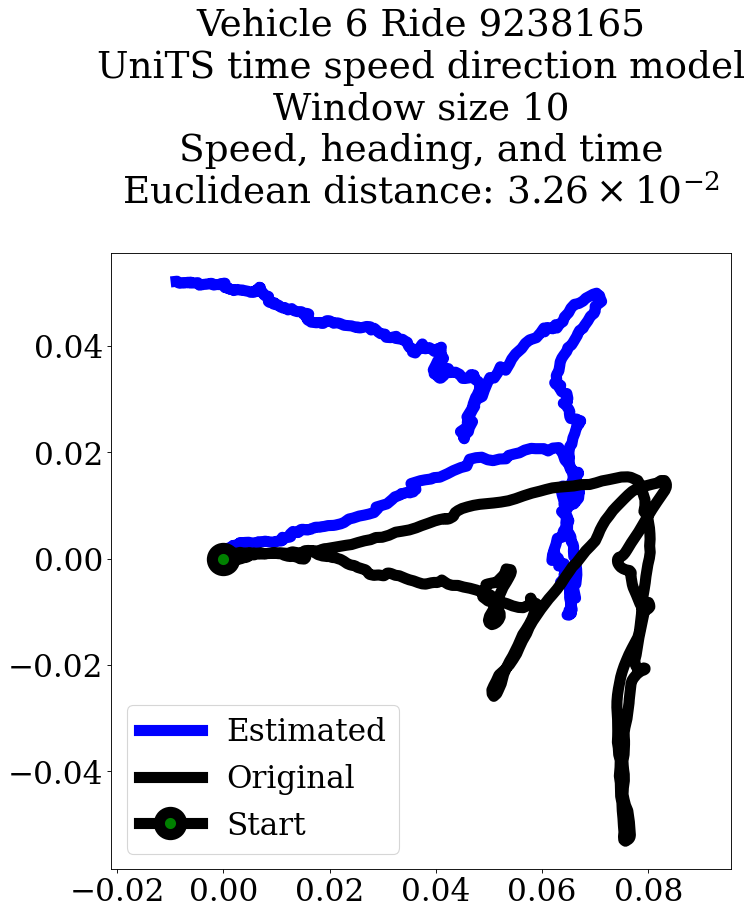 Vehicle 6 Ride 9238165
UniTS time speed direction model
Window size 10
Speed, heading, and time
Euclidean distance: 3.26 × 10⁻²
0.04
0.02
0.00
−0.02
−0.04
Estimated
Original
Start
−0.02 0.00 0.02 0.04 0.06 0.08